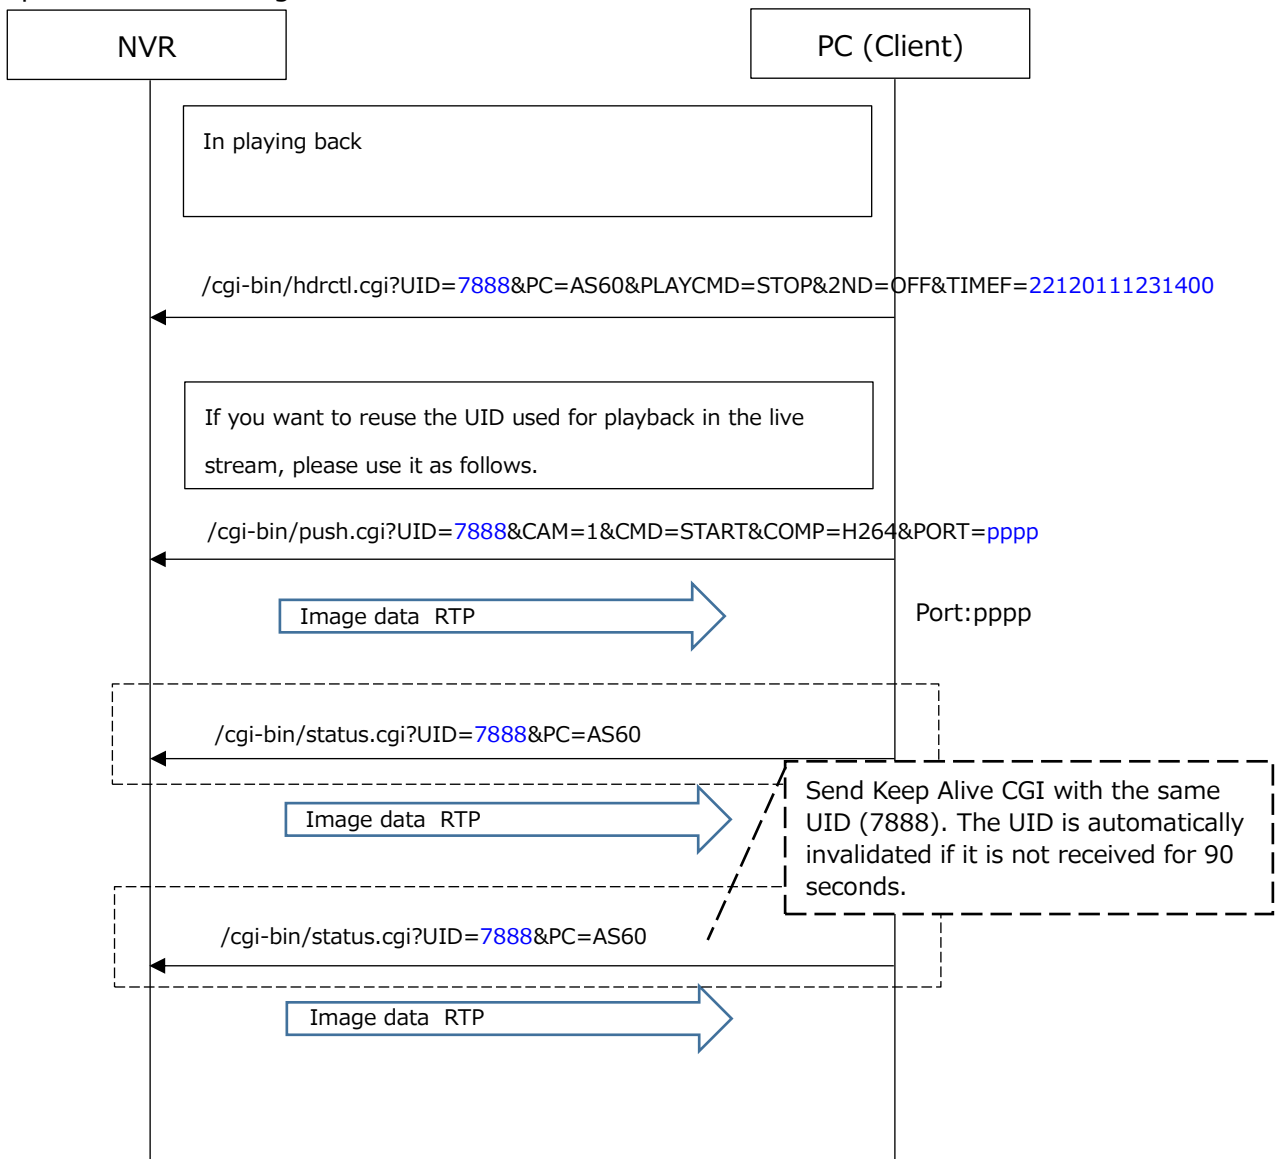 NVR
PC (Client)
In playing back
/cgi-bin/hdrctl.cgi?UID=7888&PC=AS60&PLAYCMD=STOP&2ND=OFF&TIMEF=22120111231400
If you want to reuse the UID used for playback in the live
stream, please use it as follows.
/cgi-bin/push.cgi?UID=7888&CAM=1&CMD=START&COMP=H264&PORT=pppp
Image data  RTP
Port:pppp
/cgi-bin/status.cgi?UID=7888&PC=AS60
Send Keep Alive CGI with the same
UID (7888). The UID is automatically
invalidated if it is not received for 90
seconds.
Image data  RTP
/cgi-bin/status.cgi?UID=7888&PC=AS60
Image data  RTP